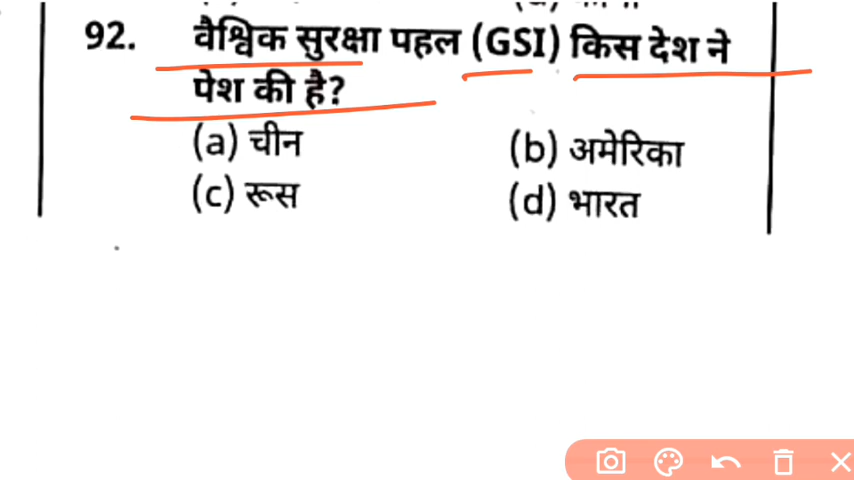 92. वैश्विक सुरक्षा पहल (GSI) किस देश ने
पेश की है?
(a) चीन (b) अमेरिका
(c) रूस (d) भारत